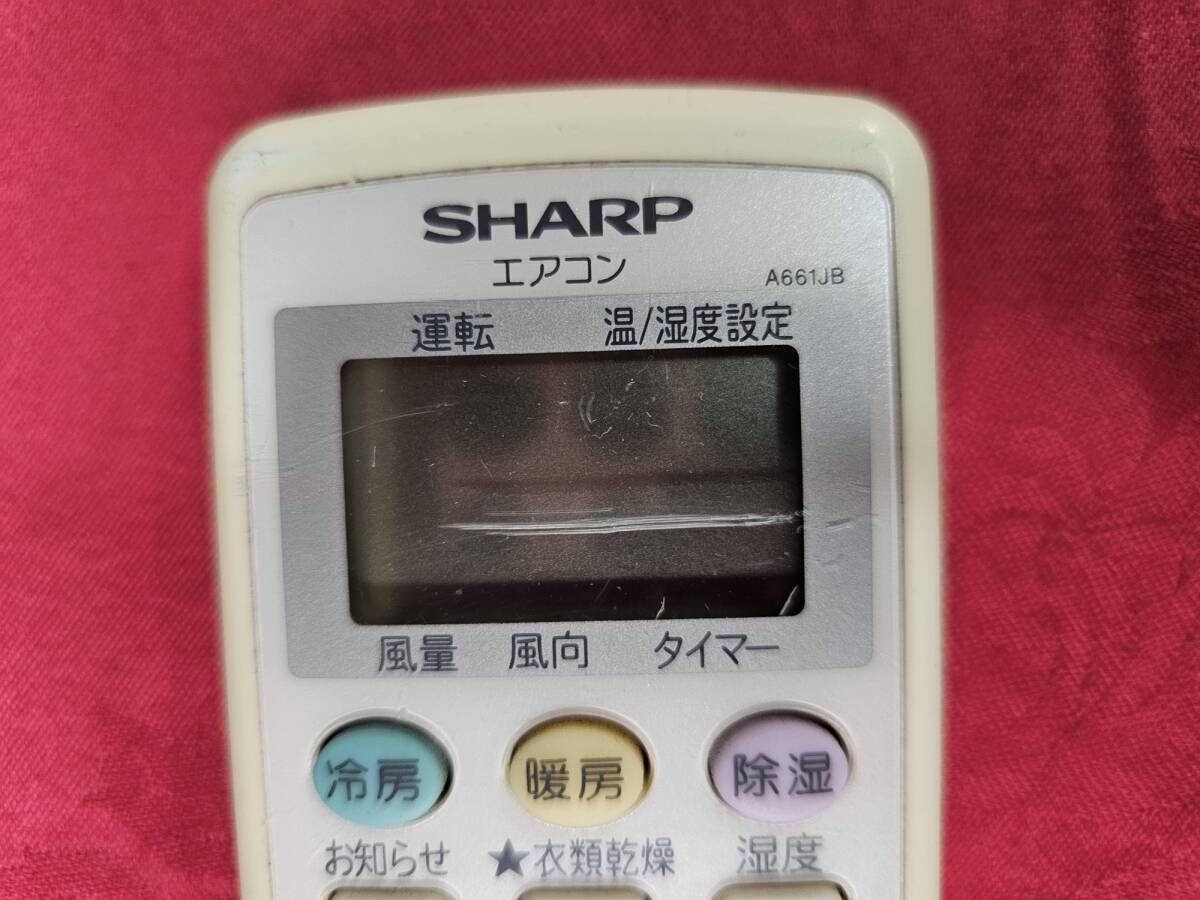 SHARP
エアコン
A661JB
運転 温/湿度設定
風量 風向 タイマー
冷房 暖房 除湿
お知らせ ★衣類乾燥 湿度